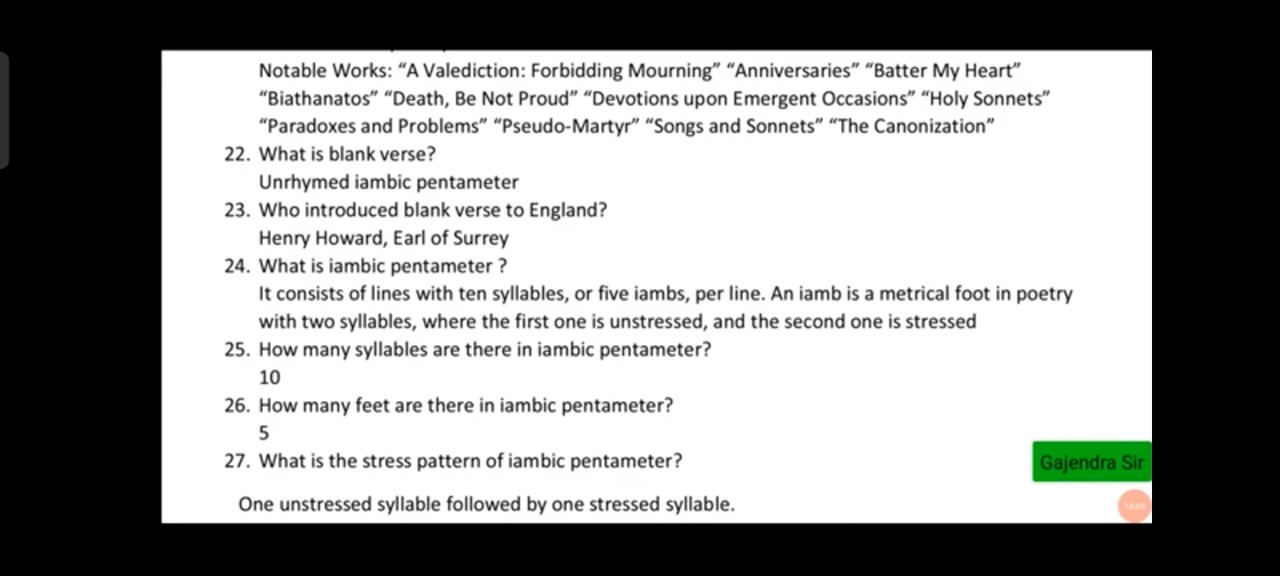 Notable Works: “A Valediction: Forbidding Mourning” “Anniversaries” “Batter My Heart”
“Biathanatos” “Death, Be Not Proud” “Devotions upon Emergent Occasions” “Holy Sonnets”
“Paradoxes and Problems” “Pseudo-Martyr” “Songs and Sonnets” “The Canonization”
22. What is blank verse?
Unrhymed iambic pentameter
23. Who introduced blank verse to England?
Henry Howard, Earl of Surrey
24. What is iambic pentameter ?
It consists of lines with ten syllables, or five iambs, per line. An iamb is a metrical foot in poetry
with two syllables, where the first one is unstressed, and the second one is stressed
25. How many syllables are there in iambic pentameter?
10
26. How many feet are there in iambic pentameter?
5
27. What is the stress pattern of iambic pentameter?
Gajendra Sir
One unstressed syllable followed by one stressed syllable.